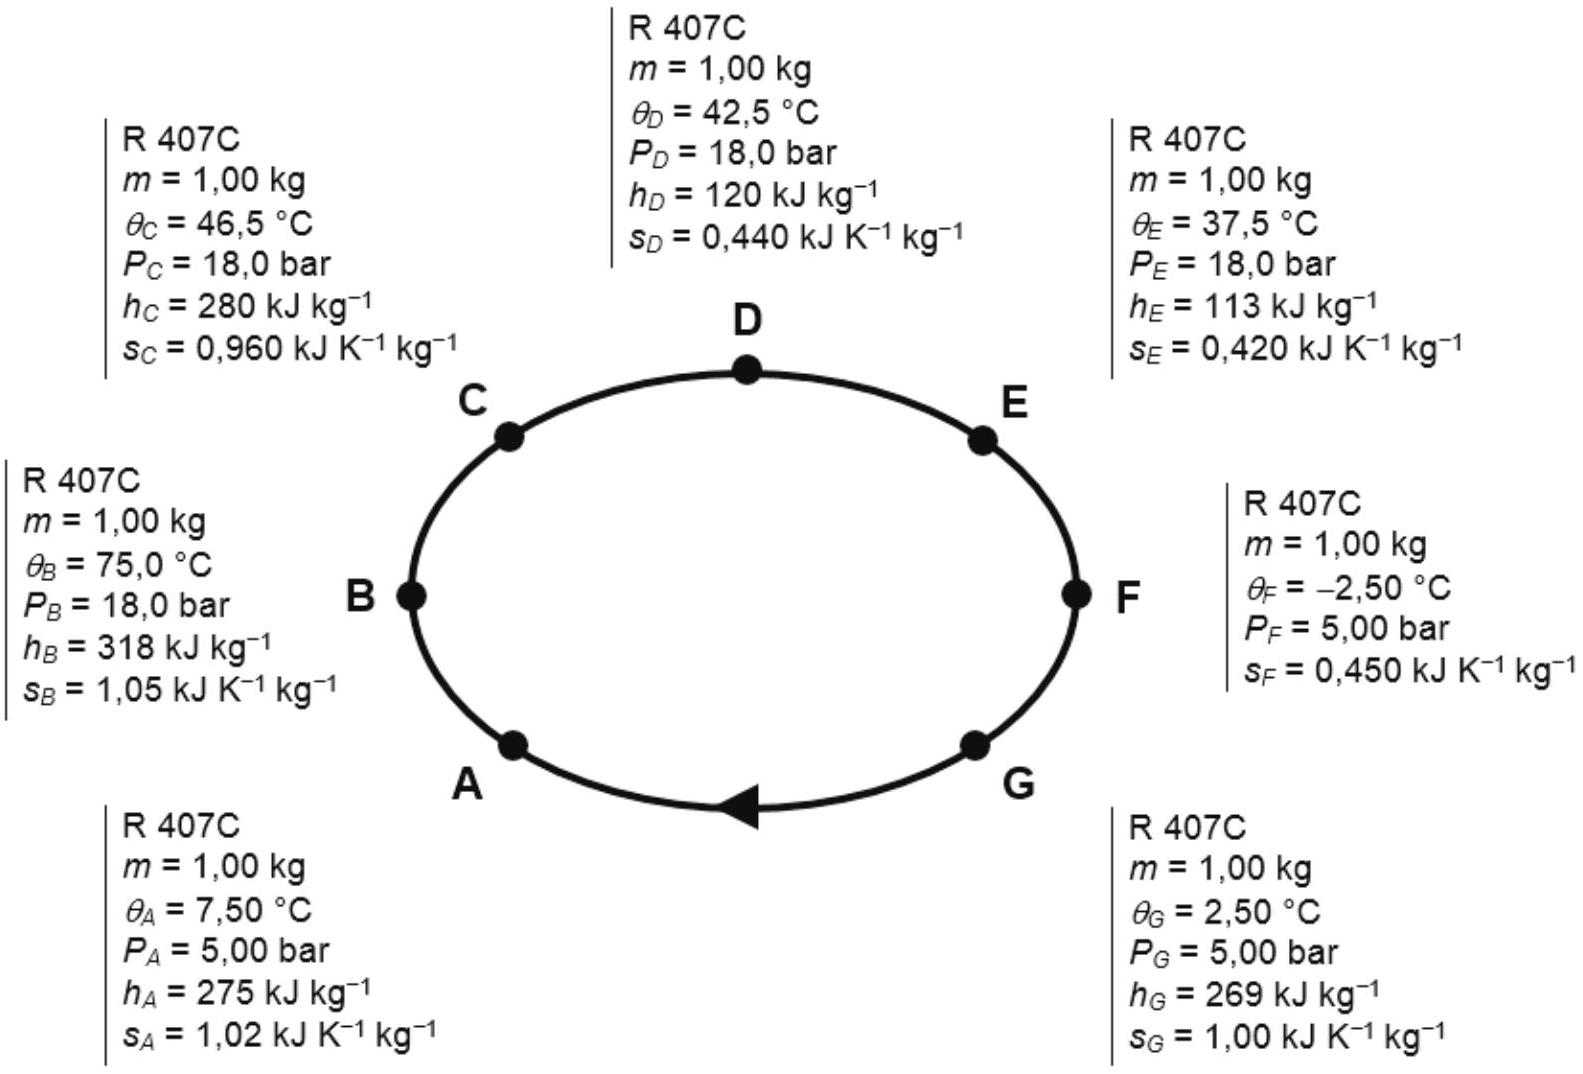 R 407C
m = 1,00 kg
θD = 42,5 °C
PD = 18,0 bar
hD = 120 kJ kg⁻¹
sD = 0,440 kJ K⁻¹ kg⁻¹
R 407C
m = 1,00 kg
θC = 46,5 °C
PC = 18,0 bar
hC = 280 kJ kg⁻¹
sC = 0,960 kJ K⁻¹ kg⁻¹
R 407C
m = 1,00 kg
θE = 37,5 °C
PE = 18,0 bar
hE = 113 kJ kg⁻¹
sE = 0,420 kJ K⁻¹ kg⁻¹
D
C
E
R 407C
m = 1,00 kg
θB = 75,0 °C
PB = 18,0 bar
hB = 318 kJ kg⁻¹
sB = 1,05 kJ K⁻¹ kg⁻¹
B
F
R 407C
m = 1,00 kg
θF = −2,50 °C
PF = 5,00 bar
sF = 0,450 kJ K⁻¹ kg⁻¹
A
G
R 407C
m = 1,00 kg
θA = 7,50 °C
PA = 5,00 bar
hA = 275 kJ kg⁻¹
sA = 1,02 kJ K⁻¹ kg⁻¹
R 407C
m = 1,00 kg
θG = 2,50 °C
PG = 5,00 bar
hG = 269 kJ kg⁻¹
sG = 1,00 kJ K⁻¹ kg⁻¹